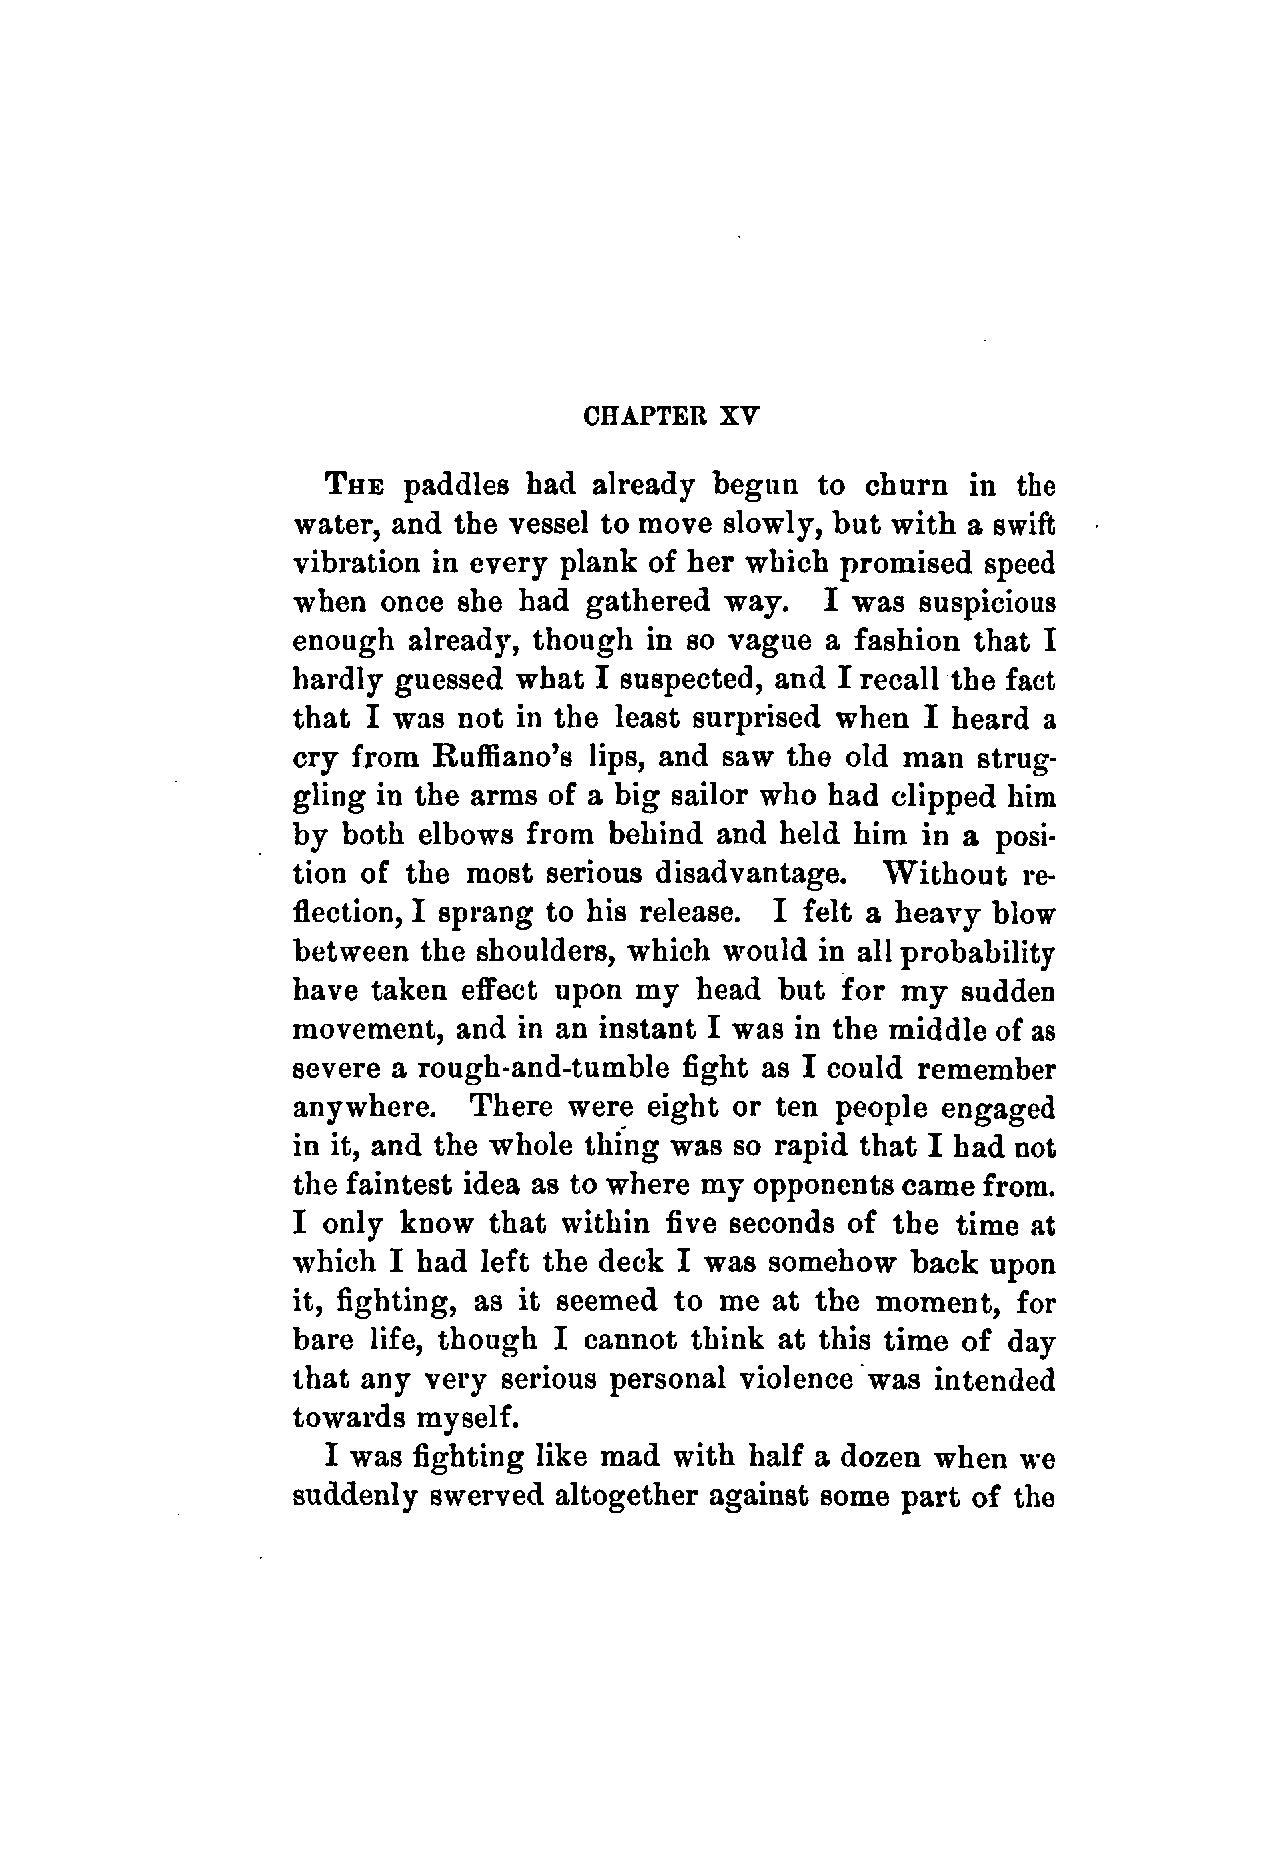 CHAPTER XV
THE paddles had already begun to churn in the
water, and the vessel to move slowly, but with a swift
vibration in every plank of her which promised speed
when once she had gathered way. I was suspicious
enough already, though in so vague a fashion that I
hardly guessed what I suspected, and I recall the fact
that I was not in the least surprised when I heard a
cry from Ruffiano's lips, and saw the old man strug-
gling in the arms of a big sailor who had clipped him
by both elbows from behind and held him in a posi-
tion of the most serious disadvantage. Without re-
flection, I sprang to his release. I felt a heavy blow
between the shoulders, which would in all probability
have taken effect upon my head but for my sudden
movement, and in an instant I was in the middle of as
severe a rough-and-tumble fight as I could remember
anywhere. There were eight or ten people engaged
in it, and the whole thing was so rapid that I had not
the faintest idea as to where my opponents came from.
I only know that within five seconds of the time at
which I had left the deck I was somehow back upon
it, fighting, as it seemed to me at the moment, for
bare life, though I cannot think at this time of day
that any very serious personal violence was intended
towards myself.
I was fighting like mad with half a dozen when we
suddenly swerved altogether against some part of the